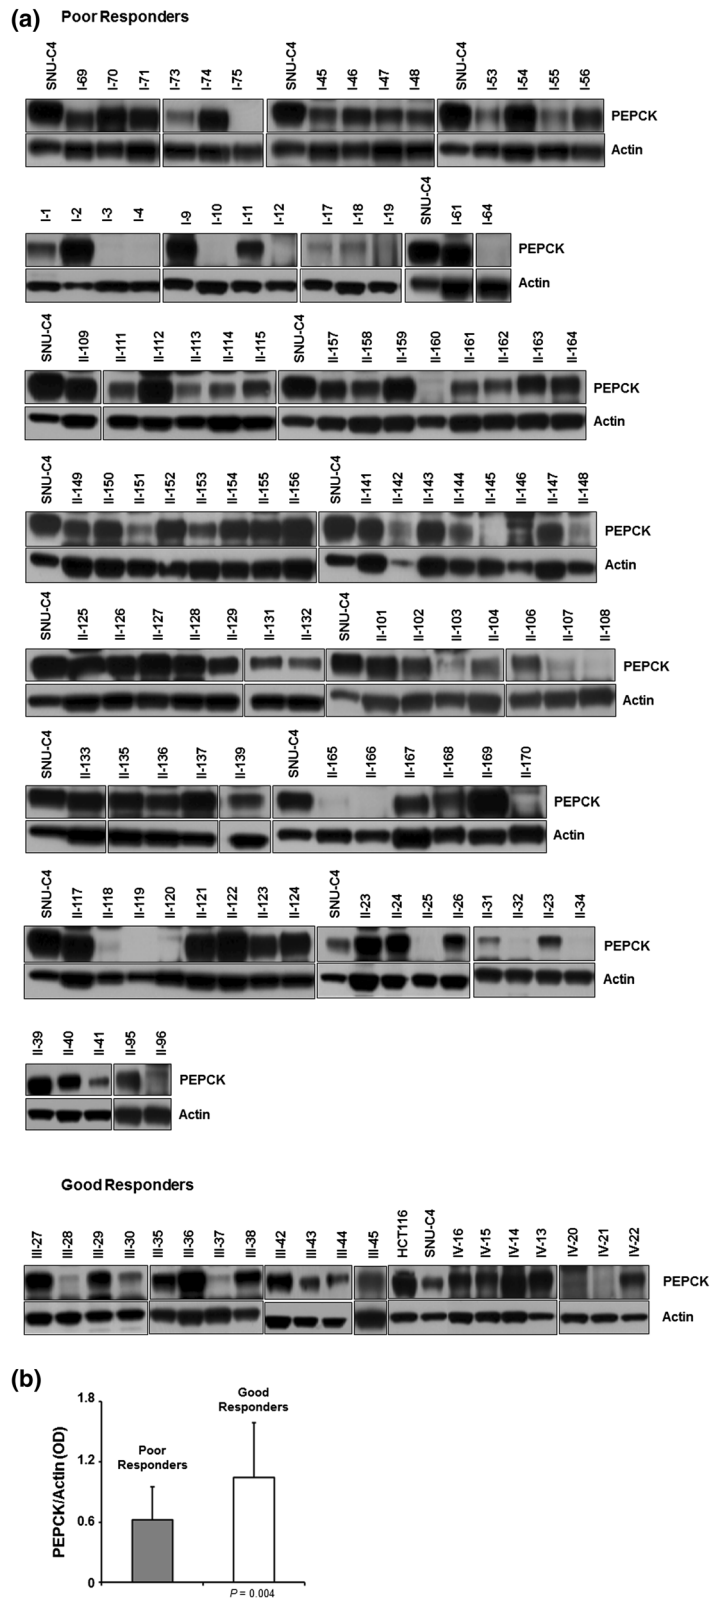 (a) Poor Responders
SNU-C4 I-69 I-70 I-71 I-73 I-74 I-75 SNU-C4 I-45 I-46 I-47 I-48 SNU-C4 I-53 I-54 I-55 I-56
PEPCK
Actin
I-1 I-2 I-3 I-4 I-9 I-10 I-11 I-12 I-17 I-18 I-19 SNU-C4 I-61 I-64
PEPCK
Actin
SNU-C4 II-109 II-111 II-112 II-113 II-114 II-115 SNU-C4 II-157 II-158 II-159 II-160 II-161 II-162 II-163 II-164
PEPCK
Actin
SNU-C4 II-149 II-150 II-151 II-152 II-153 II-154 II-155 II-156 SNU-C4 II-141 II-142 II-143 II-144 II-145 II-146 II-147 II-148
PEPCK
Actin
SNU-C4 II-125 II-126 II-127 II-128 II-129 II-131 II-132 SNU-C4 II-101 II-102 II-103 II-104 II-106 II-107 II-108
PEPCK
Actin
SNU-C4 II-133 II-135 II-136 II-137 II-139 SNU-C4 II-165 II-166 II-167 II-168 II-169 II-170
PEPCK
Actin
SNU-C4 II-117 II-118 II-119 II-120 II-121 II-122 II-123 II-124 SNU-C4 II-23 II-24 II-25 II-26 II-31 II-32 II-23 II-34
PEPCK
Actin
II-39 II-40 II-41 II-95 II-96
PEPCK
Actin
Good Responders
III-27 III-28 III-29 III-30 III-35 III-36 III-37 III-38 III-42 III-43 III-44 III-45 HCT116 SNU-C4 IV-16 IV-15 IV-14 IV-13 IV-20 IV-21 IV-22
PEPCK
Actin
(b)
PEPCK/Actin (OD)
1.8
1.2
0.6
0
Poor
Responders
Good
Responders
P = 0.004